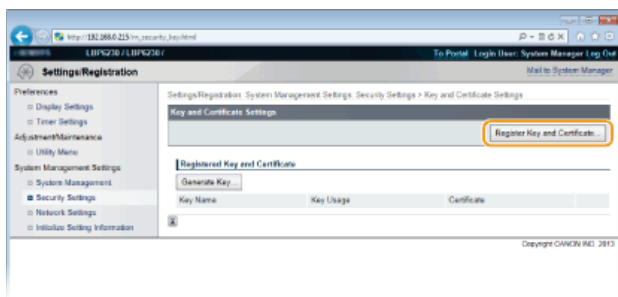 http://192.168.0.215/m_security_key.html
LBP6230 / LBP6230 /
To Portal Login User: System Manager Log Out
Settings/Registration
Mail to System Manager
Preferences
Display Settings
Timer Settings
Adjustment/Maintenance
Utility Menu
System Management Settings
System Management
Security Settings
Network Settings
Initialize Setting Information
Settings/Registration: System Management Settings: Security Settings > Key and Certificate Settings
Key and Certificate Settings
Register Key and Certificate...
Registered Key and Certificate
Generate Key...
Key Name Key Usage Certificate
Copyright CANON INC. 2013